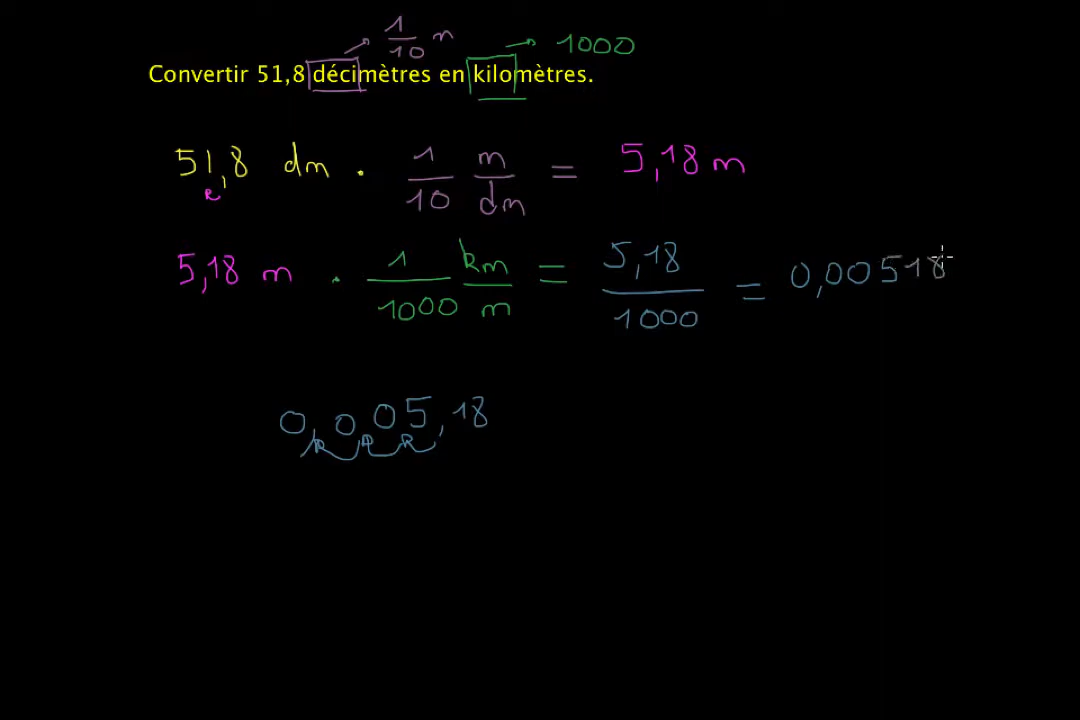 1/10 m
1000
Convertir 51,8 décimètres en kilomètres.
51,8 dm . 1/10 m/dm = 5,18 m
5,18 m . 1/1000 km/m = 5,18/1000 = 0,00518
0,005,18